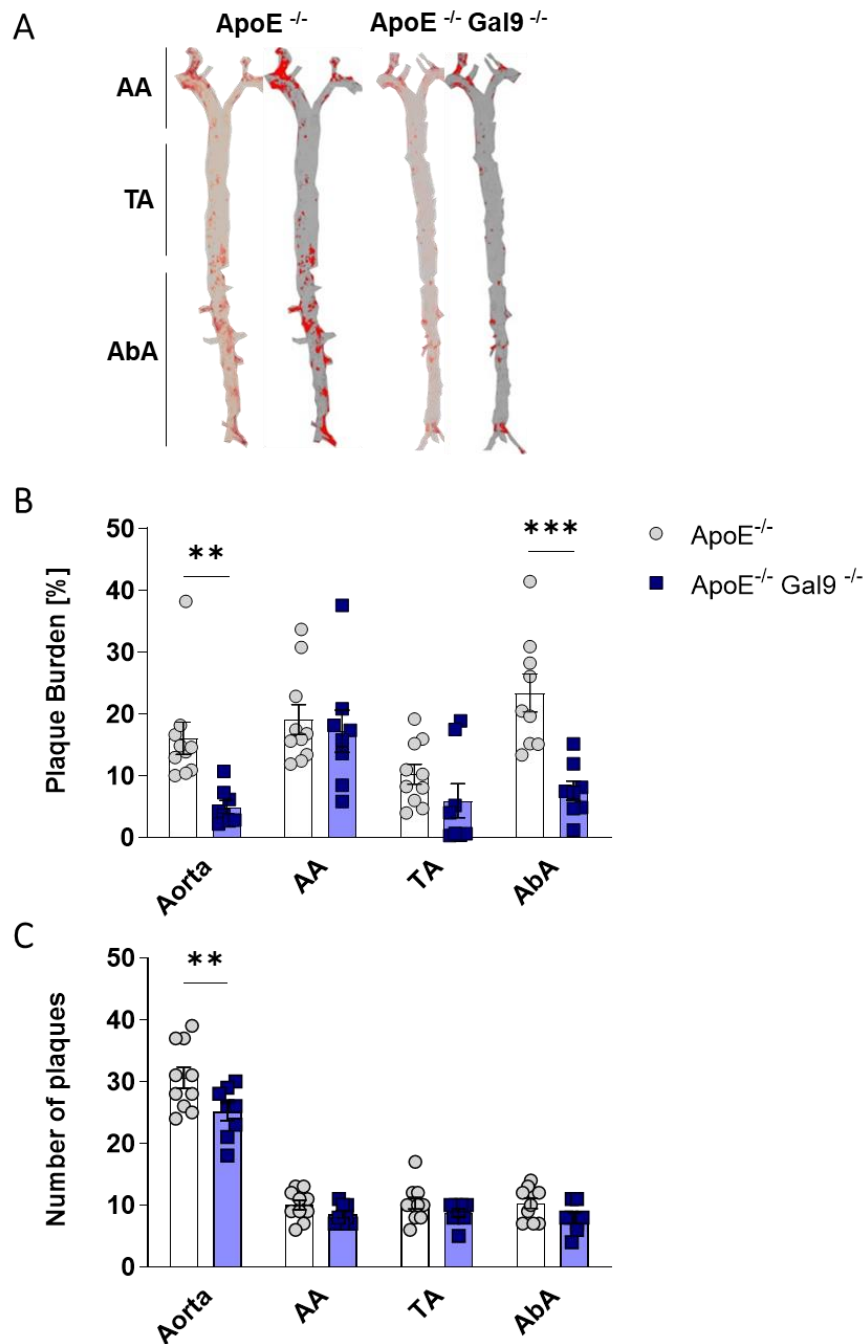 A
ApoE -/- ApoE -/- Gal9 -/-
AA
TA
AbA
B
Plaque Burden [%]
50
40
30
20
10
0
** ***
ApoE-/-
ApoE-/- Gal9 -/-
Aorta AA TA AbA
C
Number of plaques
50
40
30
20
10
0
**
Aorta AA TA AbA